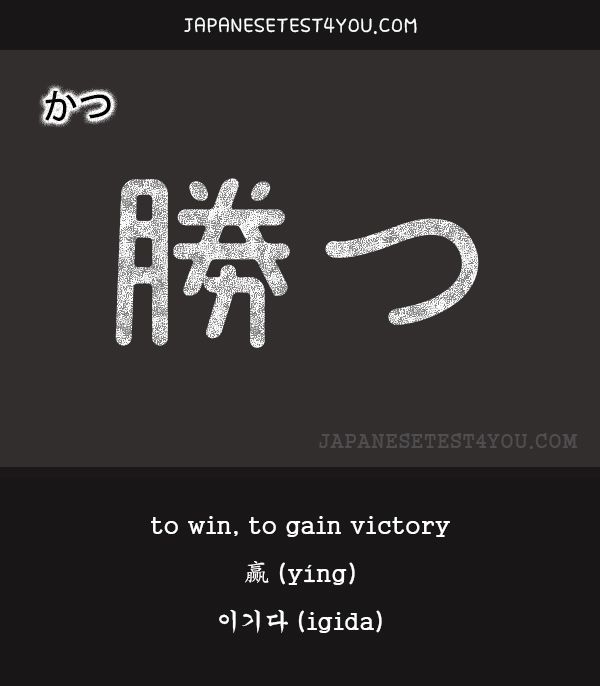 JAPANESETEST4YOU.COM
かつ
勝つ
JAPANESETEST4YOU.COM
to win, to gain victory
赢 (yíng)
이기다 (igida)